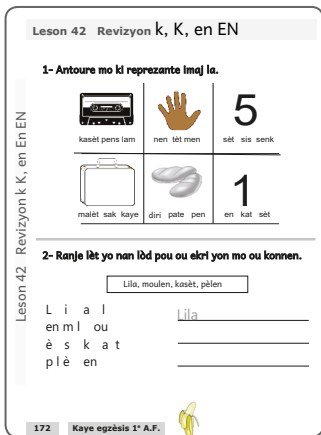 Leson 42 Revizyon k, K, en EN
Leson 42 Revizyon k K, en En EN
1- Antoure mo ki reprezante imaj la.
5
kasèt pens lam nen tèt men sèt sis senk
1
malèt sak kaye diri pate pen en kat sèt
2- Ranje lèt yo nan lòd pou ou ekri yon mo ou konnen.
Lila, moulen, kasèt, pèlen
L i a l Lila
en m l ou
è s k a t
p l è en
172 Kaye egzèsis 1e A.F.